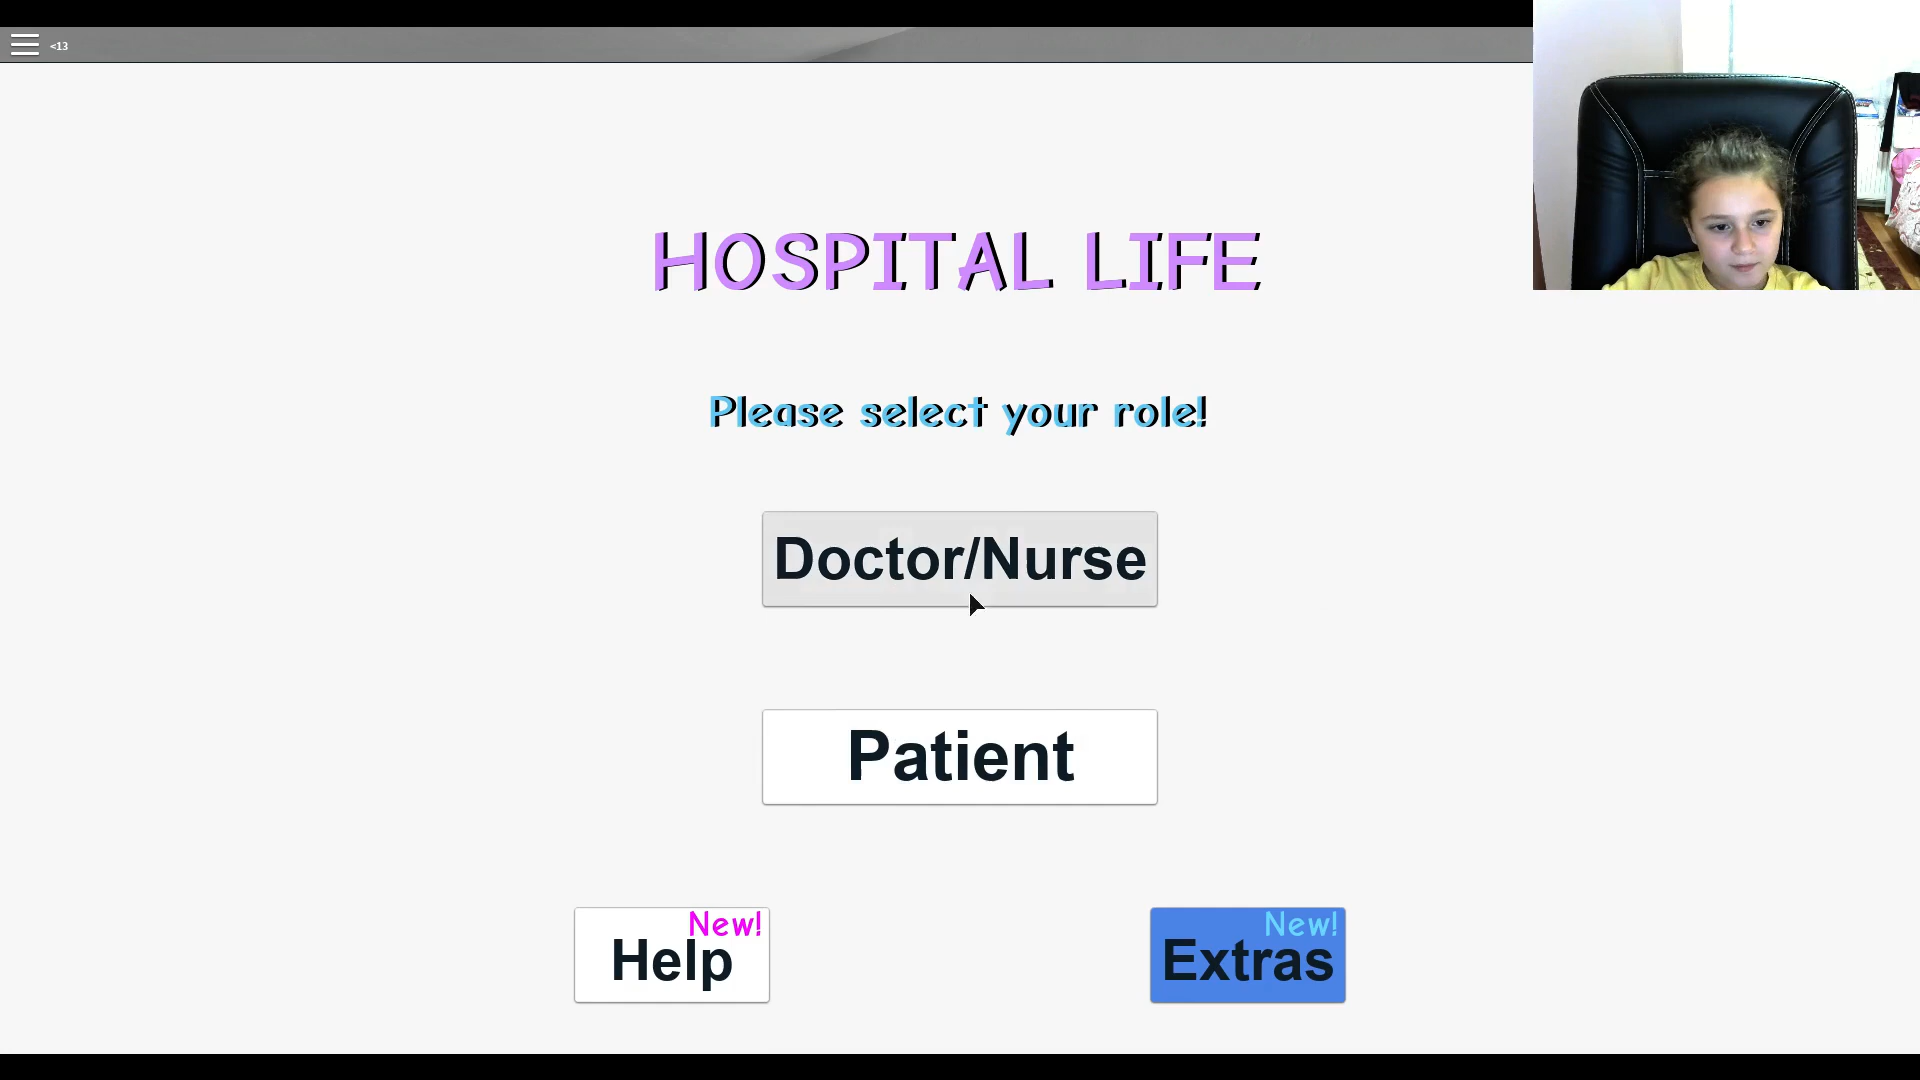 <13
HOSPITAL LIFE
Please select your role!
Doctor/Nurse
Patient
New!
Help
New!
Extras